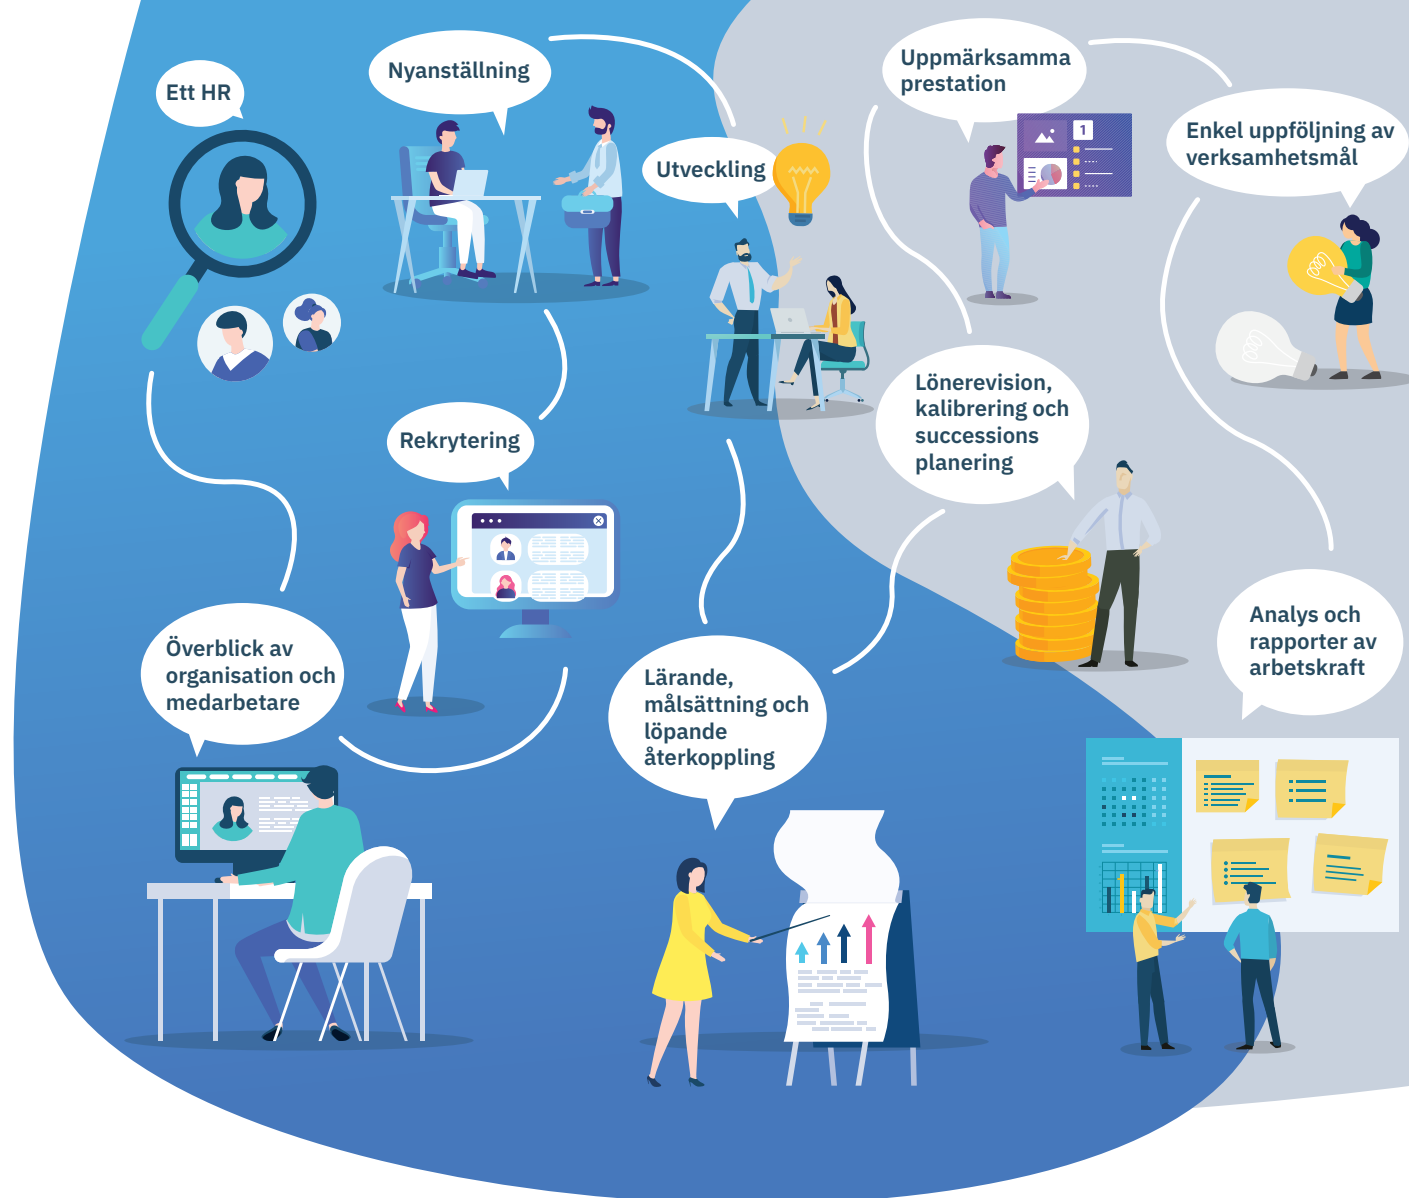 Ett HR
Nyanställning
Utveckling
Uppmärksamma
prestation
1
Enkel uppföljning av
verksamhetsmål
Rekrytering
Lönerevision,
kalibrering och
successions
planering
Överblick av
organisation och
medarbetare
Lärande,
målsättning och
löpande
återkoppling
Analys och
rapporter av
arbetskraft